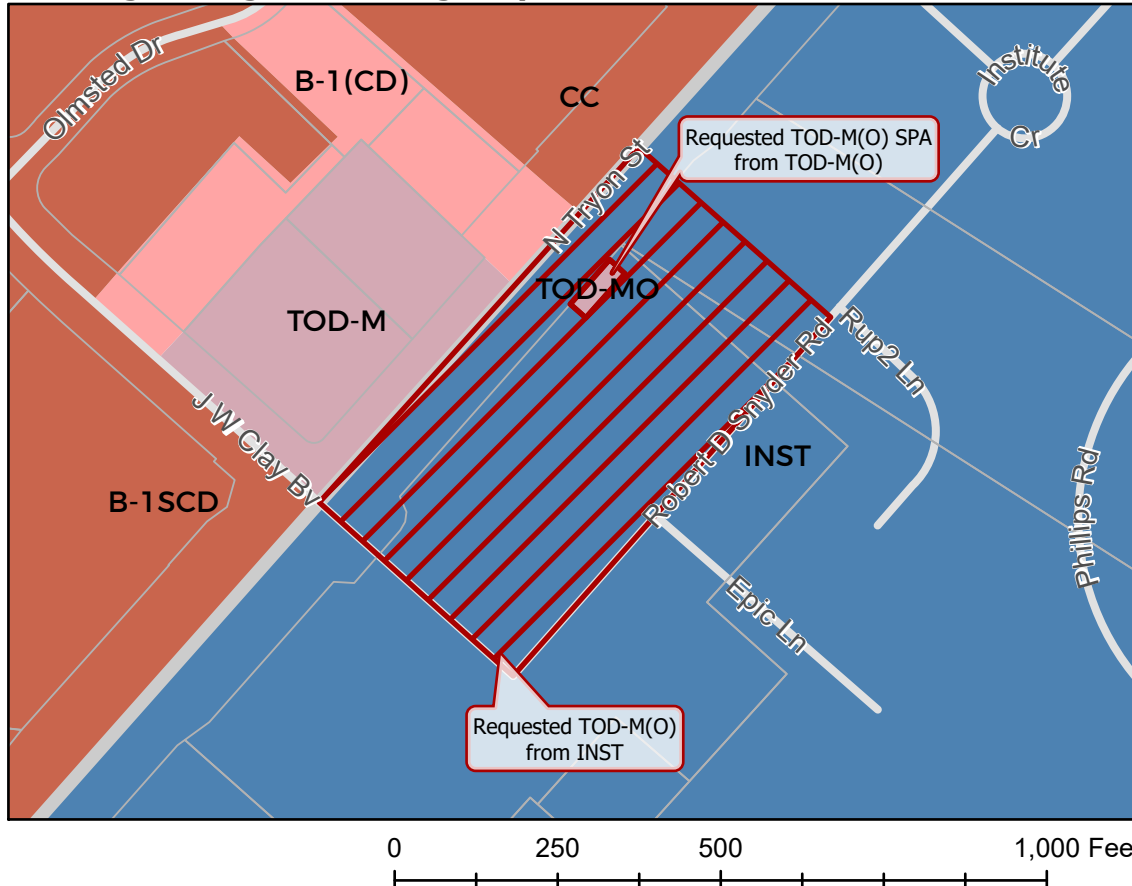 Olmsted Dr
B-1(CD)
CC
Institute
Cr
Requested TOD-M(O) SPA
from TOD-M(O)
N Tryon St
TOD-MO
TOD-M
Rup2 Ln
J W Clay Bv
Robert D Snyder Rd
INST
B-1SCD
Phillips Rd
Epic Ln
Requested TOD-M(O)
from INST
0 250 500 1,000 Fee